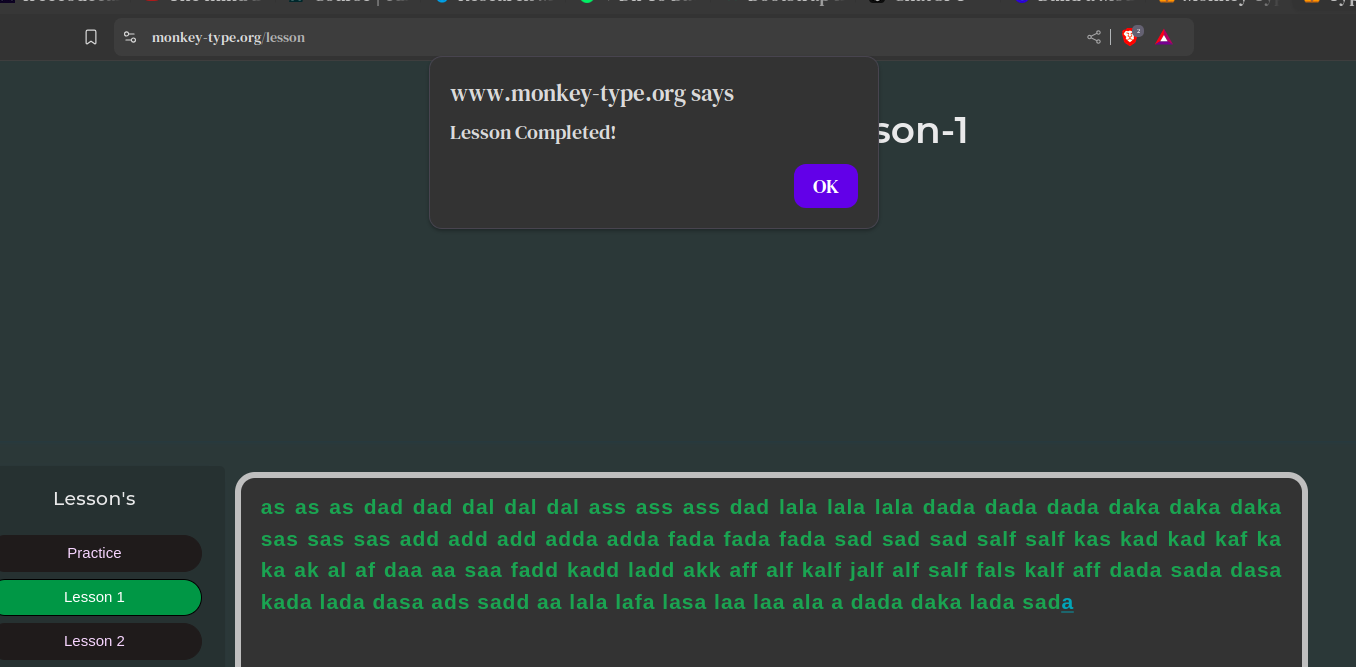 monkey-type.org/lesson
2
www.monkey-type.org says
Lesson Completed!
son-1
OK
Lesson's
Practice
Lesson 1
Lesson 2
as as as dad dad dal dal dal ass ass ass dad lala lala lala dada dada dada daka daka daka
sas sas sas add add add adda adda fada fada fada sad sad sad salf salf kas kad kad kaf ka
ka ak al af daa aa saa fadd kadd ladd akk aff alf kalf jalf alf salf fals kalf aff dada sada dasa
kada lada dasa ads sadd aa lala lafa lasa laa laa ala a dada daka lada sada